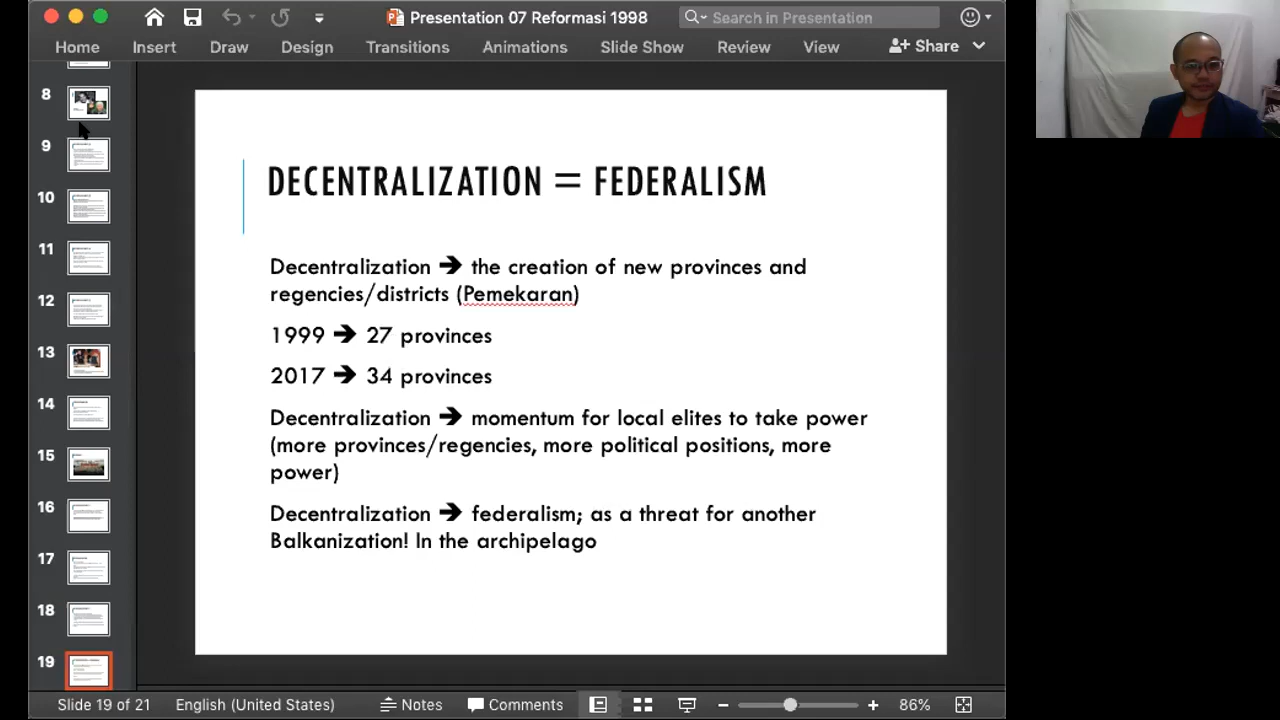 Presentation 07 Reformasi 1998
Search in Presentation
Home Insert Draw Design Transitions Animations Slide Show Review View Share
8
9
10
11
12
13
14
15
16
17
18
19
DECENTRALIZATION = FEDERALISM
Decentralization → the creation of new provinces and
regencies/districts (Pemekaran)
1999 → 27 provinces
2017 → 34 provinces
Decentralization → momentum for local elites to take power
(more provinces/regencies, more political positions, more
power)
Decentralization → federalism; as a threat for another
Balkanization! In the archipelago
Slide 19 of 21 English (United States) Notes Comments 86%